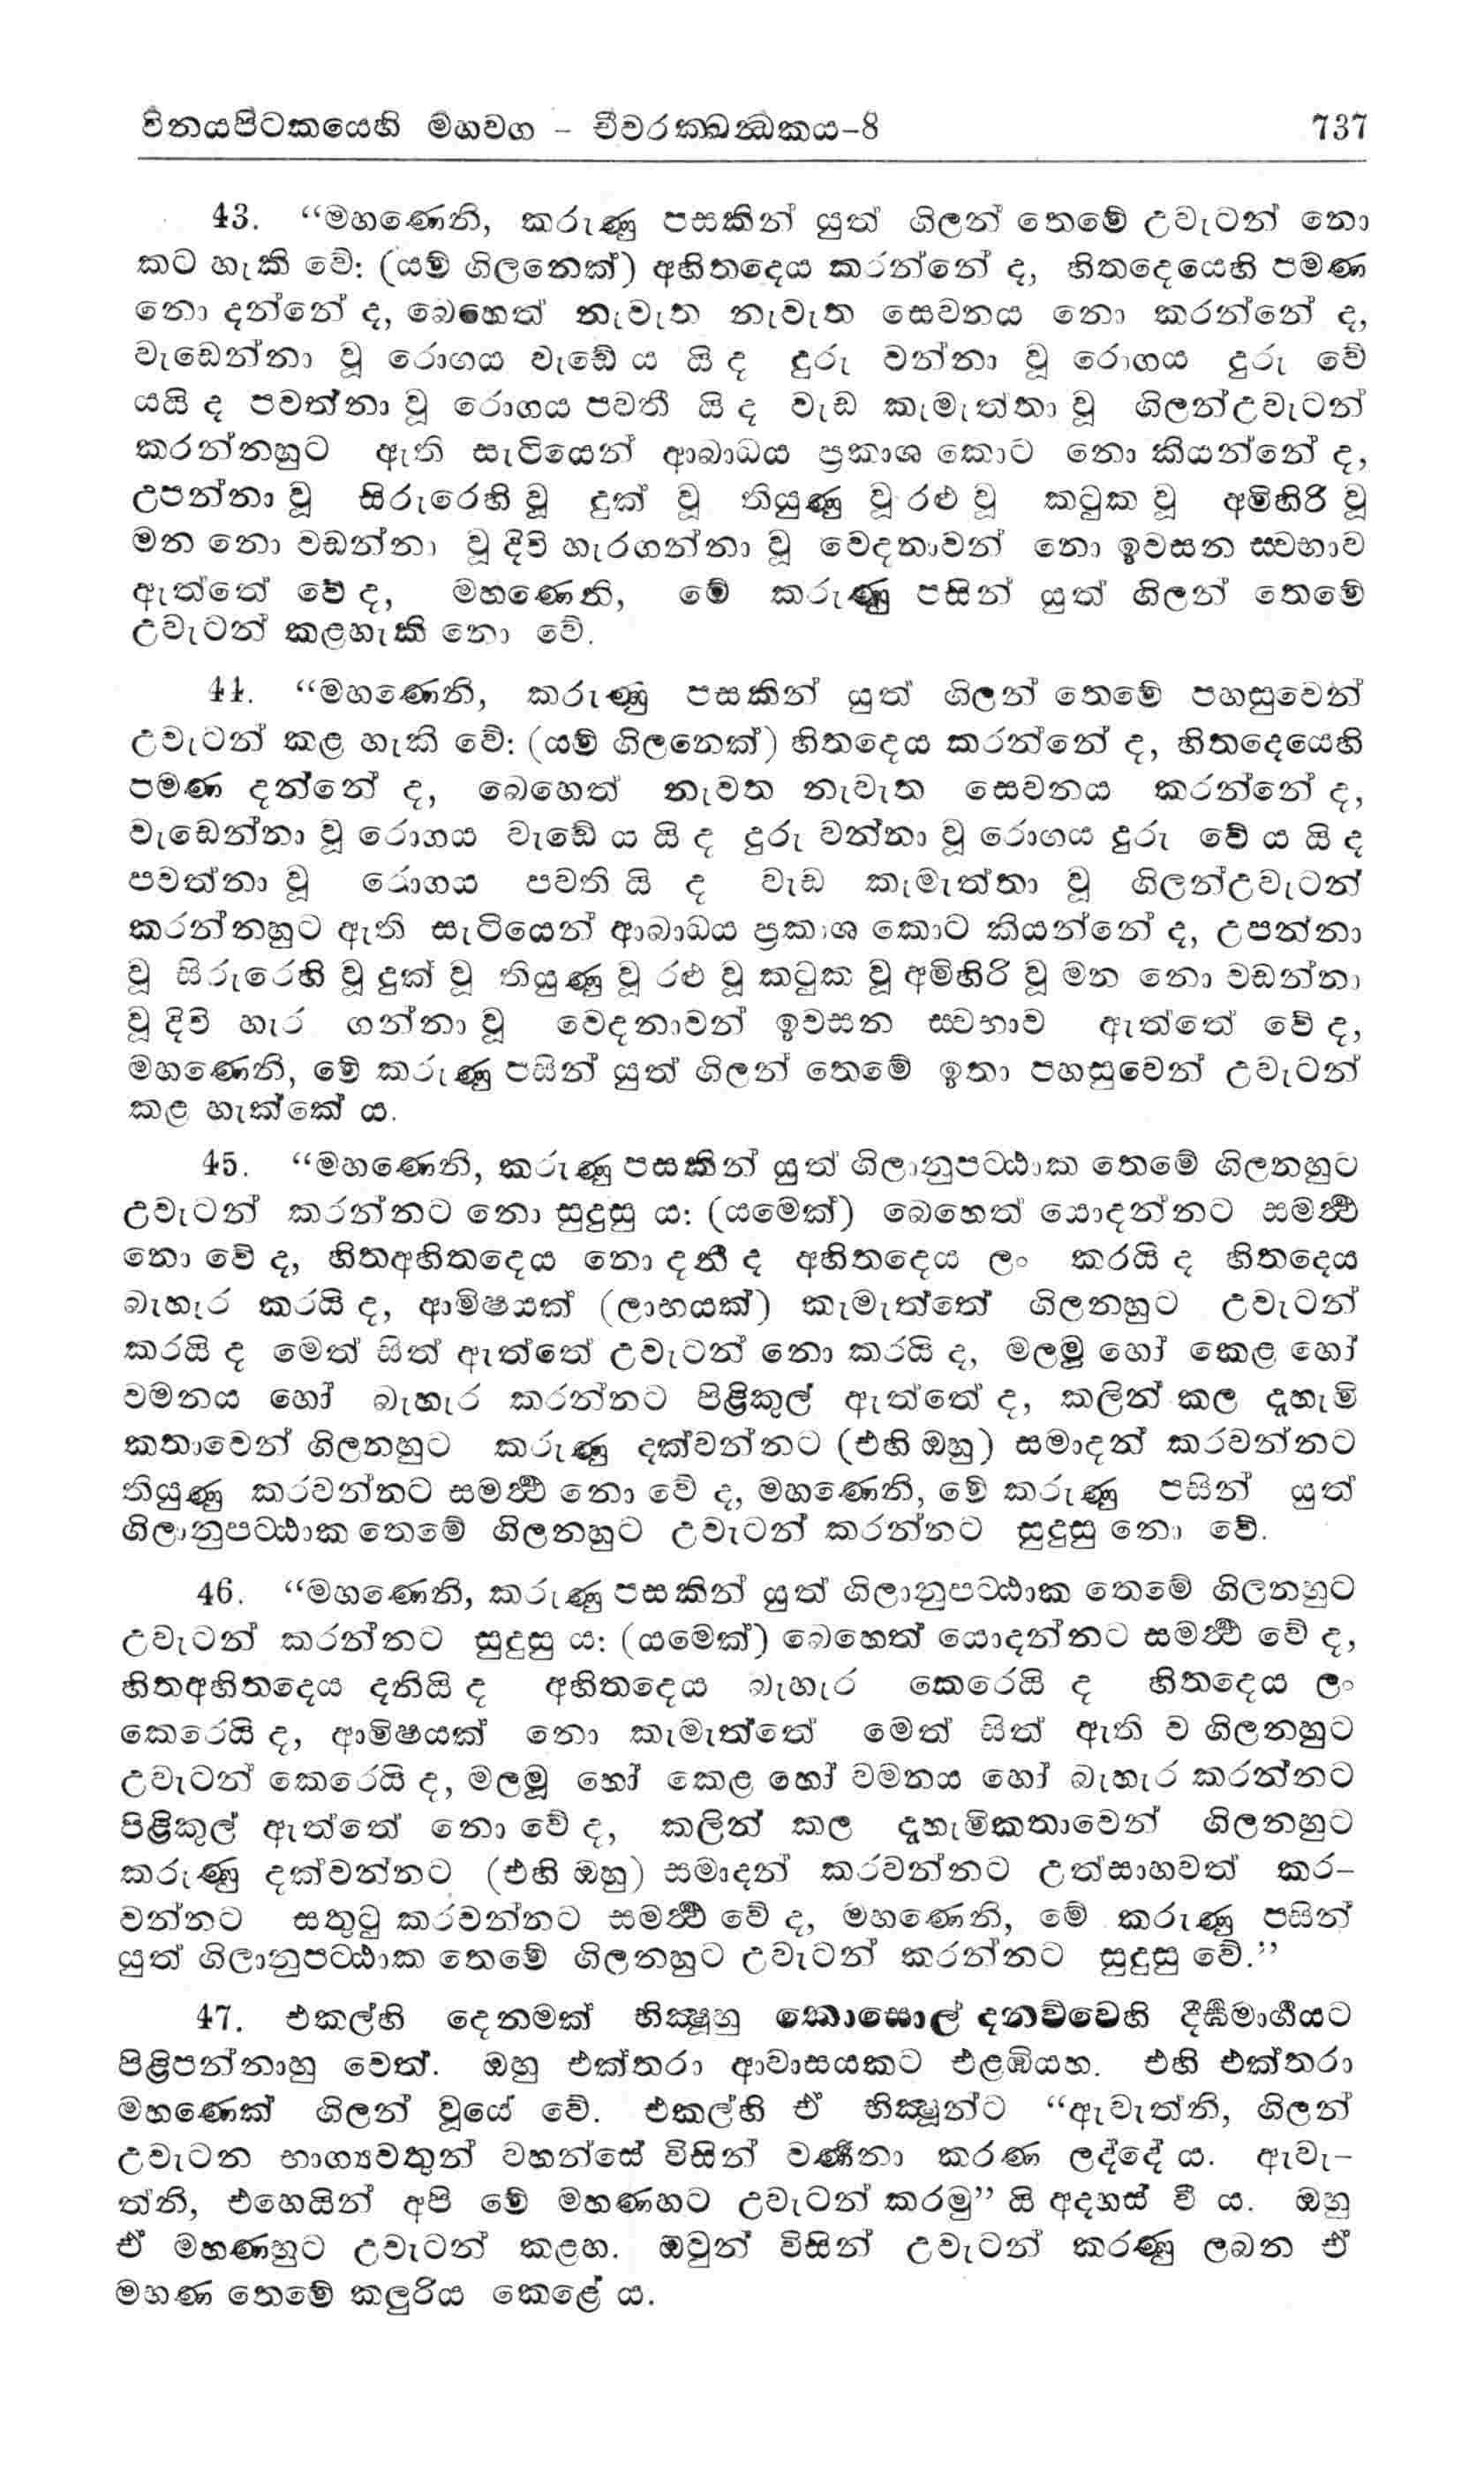 විනයපිටකයෙහි මහවග - චීවරක්ඛන්ධකය-8 737
43. “මහණෙනි, කරුණු පසකින් යුත් ගිලන් තෙමේ උවැටන් නො
කට හැකි වේ: (යම් ගිලනෙක්) අහිතදෙය කරන්නේ ද, හිතදෙයෙහි පමණ
නො දන්නේ ද, බෙහෙත් නැවැත නැවැත සෙවනය නො කරන්නේ ද,
වැඩෙන්නා වූ රොගය වැඩේ ය යි ද දුරු වන්නා වූ රොගය දුරු වේ
යයි ද පවත්නා වූ රොගය පවතී යි ද වැඩ කැමැත්තා වූ ගිලන්උවැටන්
කරන්නහුට ඇති සැටියෙන් ආබාධය ප්‍රකාශ කොට නො කියන්නේ ද,
උපන්නා වූ සිරුරෙහි වූ දුක් වූ තියුණු වූ රළු වූ කටුක වූ අමිහිරි වූ
මන නො වඩන්නා වූ දිවි හැරගන්නා වූ වෙදනාවන් නො ඉවසන ස්වභාව
ඇත්තේ වේ ද, මහණෙනි, මේ කරුණු පසින් යුත් ගිලන් තෙමේ
උවැටන් කළහැකි නො වේ.
44. “මහණෙනි, කරුණු පසකින් යුත් ගිලන් තෙමේ පහසුවෙන්
උවැටන් කළ හැකි වේ: (යම් ගිලනෙක්) හිතදෙය කරන්නේ ද, හිතදෙයෙහි
පමණ දන්නේ ද, බෙහෙත් නැවත නැවැත සෙවනය කරන්නේ ද,
වැඩෙන්නා වූ රොගය වැඩේ ය යි ද දුරු වන්නා වූ රොගය දුරු වේ ය යි ද
පවත්නා වූ රොගය පවති යි ද වැඩ කැමැත්තා වූ ගිලන්උවැටන්
කරන්නහුට ඇති සැටියෙන් ආබාධය ප්‍රකාශ කොට කියන්නේ ද, උපන්නා
වූ සිරුරෙහි වූ දුක් වූ තියුණු වූ රළු වූ කටුක වූ අමිහිරි වූ මන නො වඩන්නා
වූ දිවි හැර ගන්නා වූ වෙදනාවන් ඉවසන ස්වභාව ඇත්තේ වේ ද,
මහණෙනි, මේ කරුණු පසින් යුත් ගිලන් තෙමේ ඉතා පහසුවෙන් උවැටන්
කළ හැක්කේ ය.
45. “මහණෙනි, කරුණු පසකින් යුත් ගිලානුපට්ඨාක තෙමේ ගිලනහුට
උවැටන් කරන්නට නො සුදුසු ය: (යමෙක්) බෙහෙත් යොදන්නට සමර්‍ත්‍ථ
නො වේ ද, හිතඅහිතදෙය නො දනී ද අහිතදෙය ලං කරයි ද හිතදෙය
බැහැර කරයි ද, ආමිෂයක් (ලාභයක්) කැමැත්තේ ගිලනහුට උවැටන්
කරයි ද මෙත් සිත් ඇත්තේ උවැටන් නො කරයි ද, මලමූ හෝ කෙළ හෝ
වමනය හෝ බැහැර කරන්නට පිළිකුල් ඇත්තේ ද, කලින් කල දැහැමි
කතාවෙන් ගිලනහුට කරුණු දක්වන්නට (එහි ඔහු) සමාදන් කරවන්නට
තියුණු කරවන්නට සමර්‍ත්‍ථ නො වේ ද, මහණෙනි, මේ කරුණු පසින් යුත්
ගිලානුපට්ඨාක තෙමේ ගිලනහුට උවැටන් කරන්නට සුදුසු නො වේ.
46. “මහණෙනි, කරුණු පසකින් යුත් ගිලානුපට්ඨාක තෙමේ ගිලනහුට
උවැටන් කරන්නට සුදුසු ය: (යමෙක්) බෙහෙත් යොදන්නට සමර්‍ත්‍ථ වේ ද,
හිතඅහිතදෙය දනියි ද අහිතදෙය බැහැර කෙරෙයි ද හිතදෙය ලං
කෙරෙයි ද, ආමිෂයක් නො කැමැත්තේ මෙත් සිත් ඇති ව ගිලනහුට
උවැටන් කෙරෙයි ද, මලමූ හෝ කෙළ හෝ වමනය හෝ බැහැර කරන්නට
පිළිකුල් ඇත්තේ නො වේ ද, කලින් කල දැහැමිකතාවෙන් ගිලනහුට
කරුණු දක්වන්නට (එහි ඔහු) සමාදන් කරවන්නට උත්සාහවත් කර-
වන්නට සතුටු කරවන්නට සමර්‍ත්‍ථ වේ ද, මහණෙනි, මේ කරුණු පසින්
යුත් ගිලානුපට්ඨාක තෙමේ ගිලනහුට උවැටන් කරන්නට සුදුසු වේ.”
47. එකල්හි දෙනමක් භික්‍ෂූහු කොසොල් දනව්වෙහි දීර්‍ඝමාර්‍ගයට
පිළිපන්නාහු වෙත්. ඔහු එක්තරා ආවාසයකට එළඹියහ. එහි එක්තරා
මහණෙක් ගිලන් වූයේ වේ. එකල්හි ඒ භික්‍ෂූන්ට “ඇවැත්නි, ගිලන්
උවැටන භාග්‍යවතුන් වහන්සේ විසින් වර්‍ණනා කරණ ලද්දේ ය. ඇවැ-
ත්නි, එහෙයින් අපි මේ මහණහට උවැටන් කරමු” යි අදහස් වී ය. ඔහු
ඒ මහණහුට උවැටන් කළහ. ඔවුන් විසින් උවැටන් කරණු ලබන ඒ
මහණ තෙමේ කලුරිය කෙළේ ය.